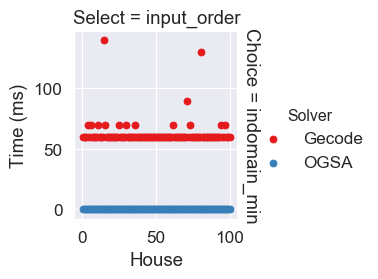 Select = input_order
Time (ms)
100
50
0
0
50
100
House
Choice = indomain_min
Solver
Gecode
OGSA